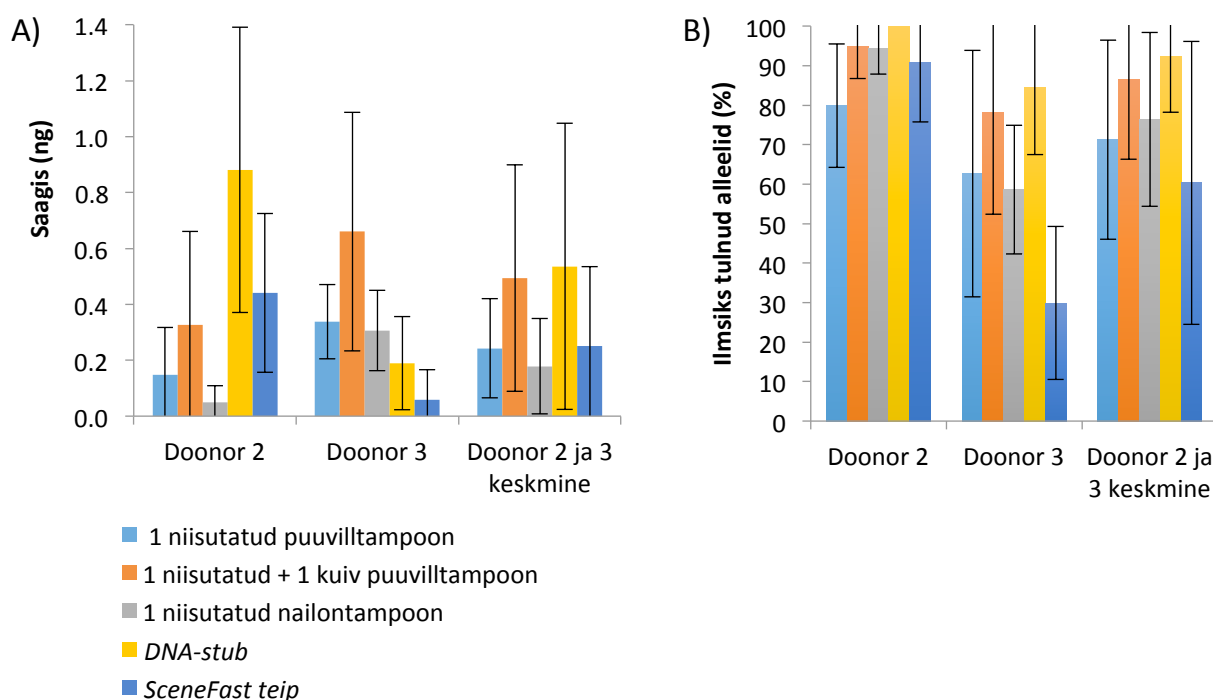 A)
Saagis (ng)
1.4
1.2
1.0
0.8
0.6
0.4
0.2
0.0
Doonor 2
Doonor 3
Doonor 2 ja 3
keskmine
B)
Ilmsiks tulnud alleelid (%)
100
90
80
70
60
50
40
30
20
10
0
Doonor 2
Doonor 3
Doonor 2 ja
3 keskmine
1 niisutatud puuvilltampoon
1 niisutatud + 1 kuiv puuvilltampoon
1 niisutatud nailontampoon
DNA-stub
SceneFast teip